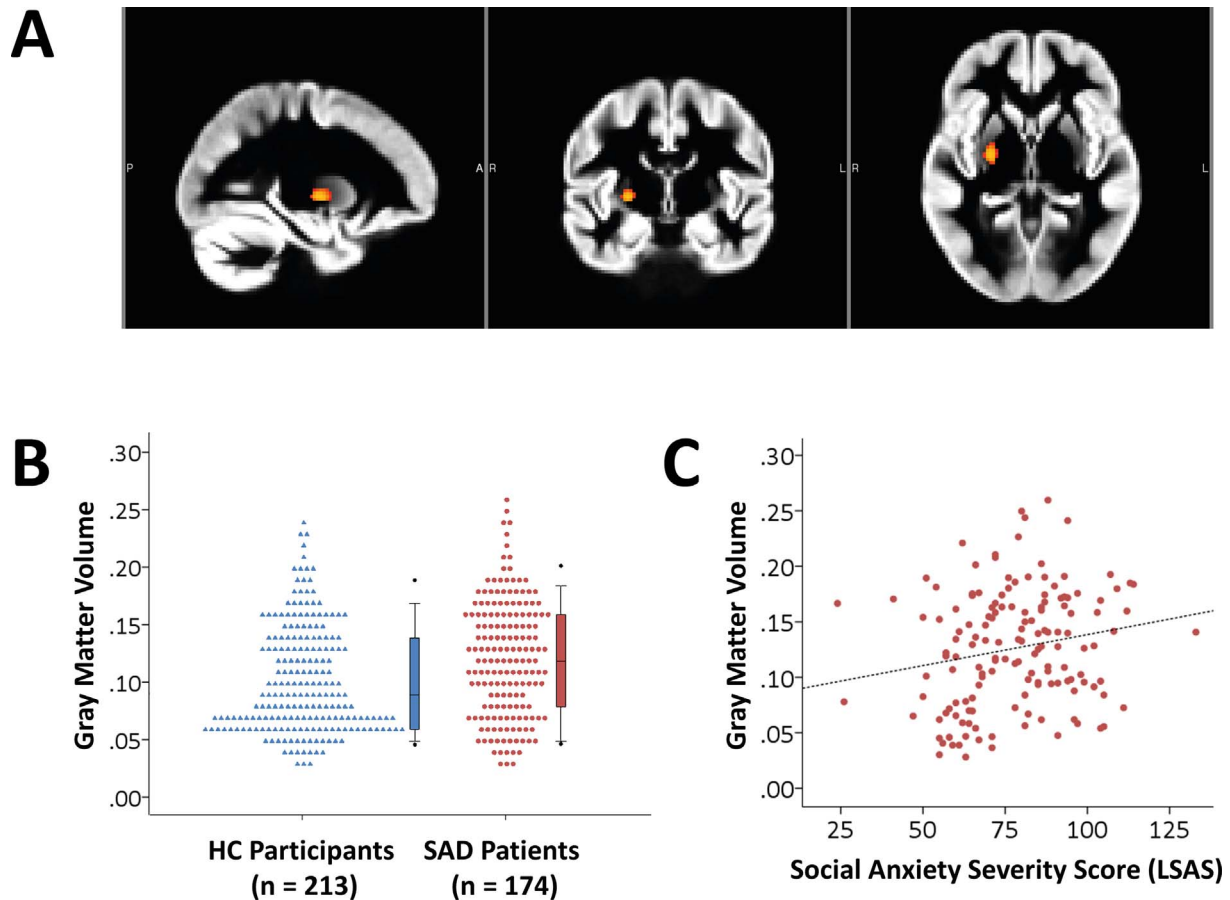 A
P
A
R
L
R
L
B
Gray Matter Volume
.30
.25
.20
.15
.10
.05
.00
HC Participants
(n = 213)
SAD Patients
(n = 174)
C
Gray Matter Volume
.30
.25
.20
.15
.10
.05
.00
25
50
75
100
125
Social Anxiety Severity Score (LSAS)